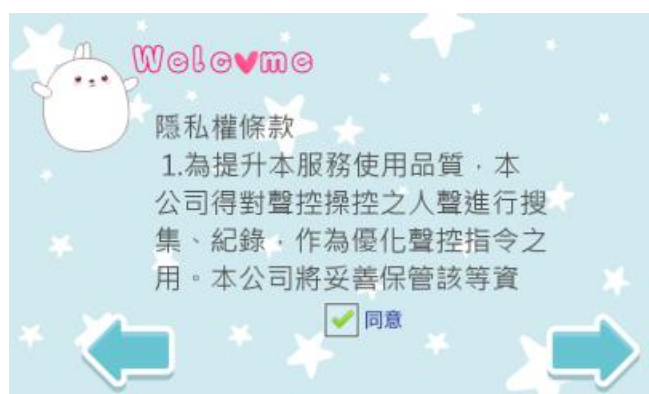 Welcome
隱私權條款
1.為提升本服務使用品質，本
公司得對聲控操控之人聲進行搜
集、紀錄，作為優化聲控指令之
用。本公司將妥善保管該等資
同意